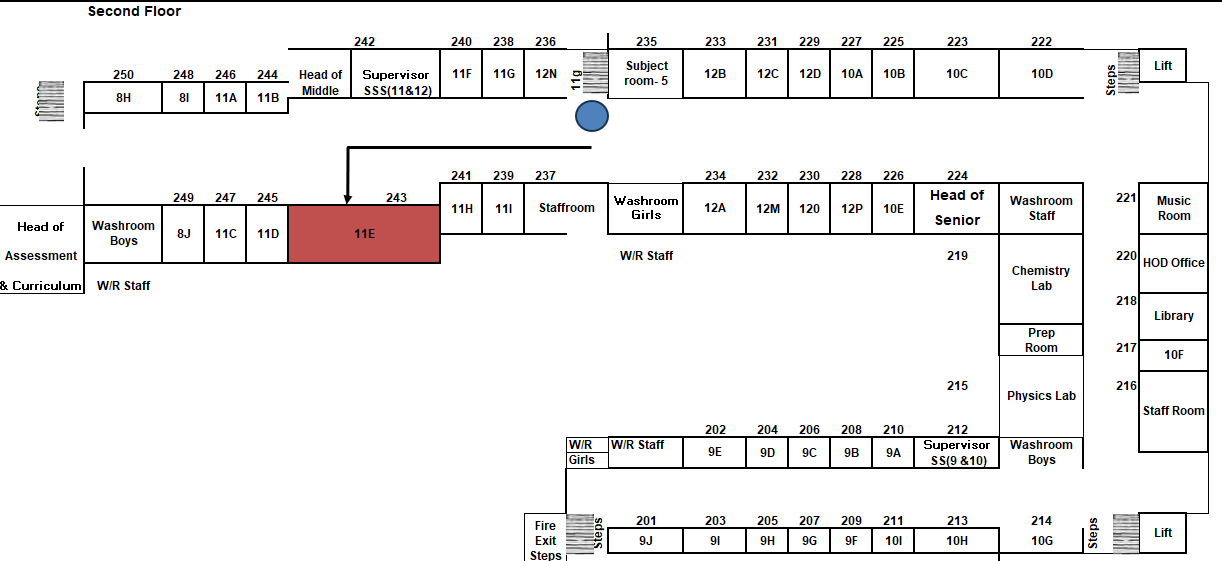 Second Floor
242 240 238 236 235 233 231 229 227 225 223 222
250 248 246 244 Head of Middle Supervisor SSS(11&12) 11F 11G 12N 11g Subject room- 5 12B 12C 12D 10A 10B 10C 10D Steps Lift
8H 8I 11A 11B
241 239 237 234 232 230 228 226 224
249 247 245 243 11H 11I Staffroom Washroom Girls 12A 12M 120 12P 10E Head of Senior Washroom Staff 221 Music Room
Head of Assessment & Curriculum Washroom Boys 8J 11C 11D 11E
W/R Staff W/R Staff 219 Chemistry Lab 220 HOD Office
218 Library
Prep Room 217 10F
215 Physics Lab 216 Staff Room
202 204 206 208 210 212
W/R Girls W/R Staff 9E 9D 9C 9B 9A Supervisor SS(9 &10) Washroom Boys
201 203 205 207 209 211 213 214
Fire Exit Steps Steps 9J 9I 9H 9G 9F 10I 10H 10G Steps Lift